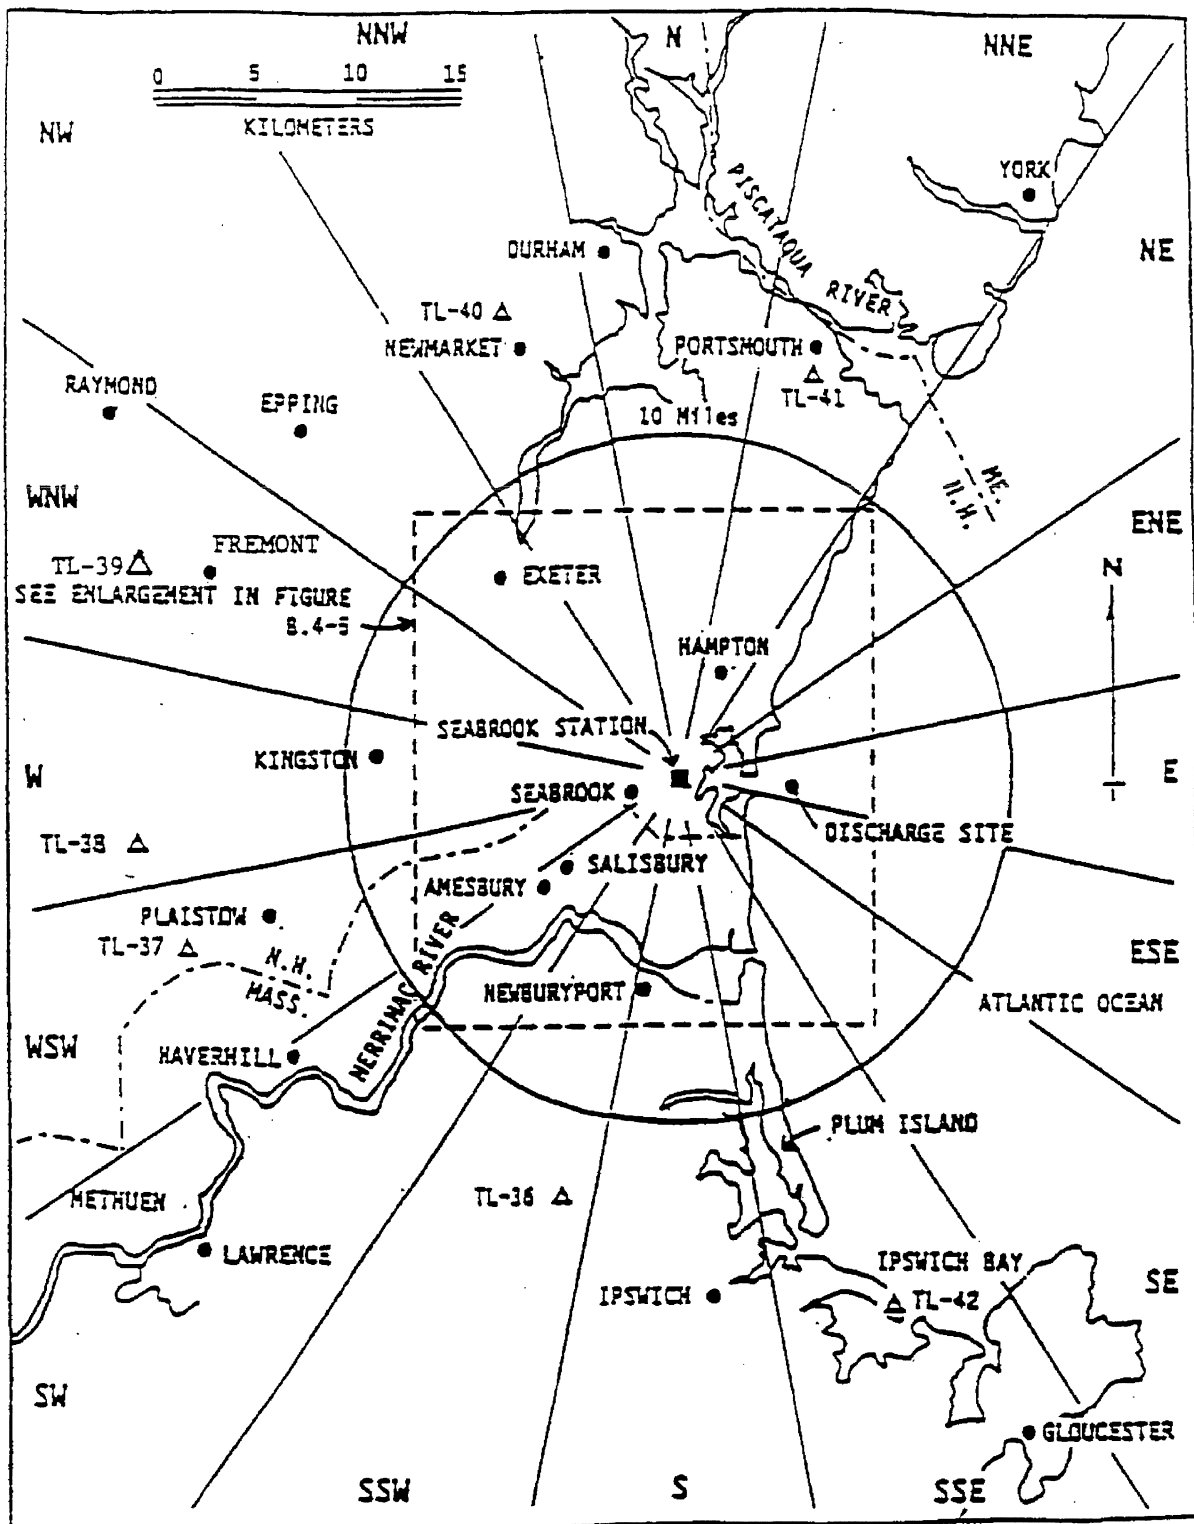 NNW
N
NNE
0 5 10 15
KILOMETERS
NW
YORK
PISCATAQUA
RIVER
DURHAM
NE
TL-40
NEWMARKET
PORTSMOUTH
TL-41
RAYMOND
EPPING
10 Miles
WNW
ME.
N.H.
ENE
FREMONT
TL-39
SEE ENLARGEMENT IN FIGURE
B.4-5
EXETER
N
HAMPTON
SEABROOK STATION
KINGSTON
W
E
SEABROOK
DISCHARGE SITE
TL-38
SALISBURY
AMESBURY
PLAISTOW
TL-37
N.H.
MASS.
MERRIMAC RIVER
NEWBURYPORT
ESE
ATLANTIC OCEAN
WSW
HAVERHILL
PLUM ISLAND
METHUEN
TL-36
LAWRENCE
IPSWICH BAY
IPSWICH
TL-42
SE
SW
GLOUCESTER
SSW
S
SSE